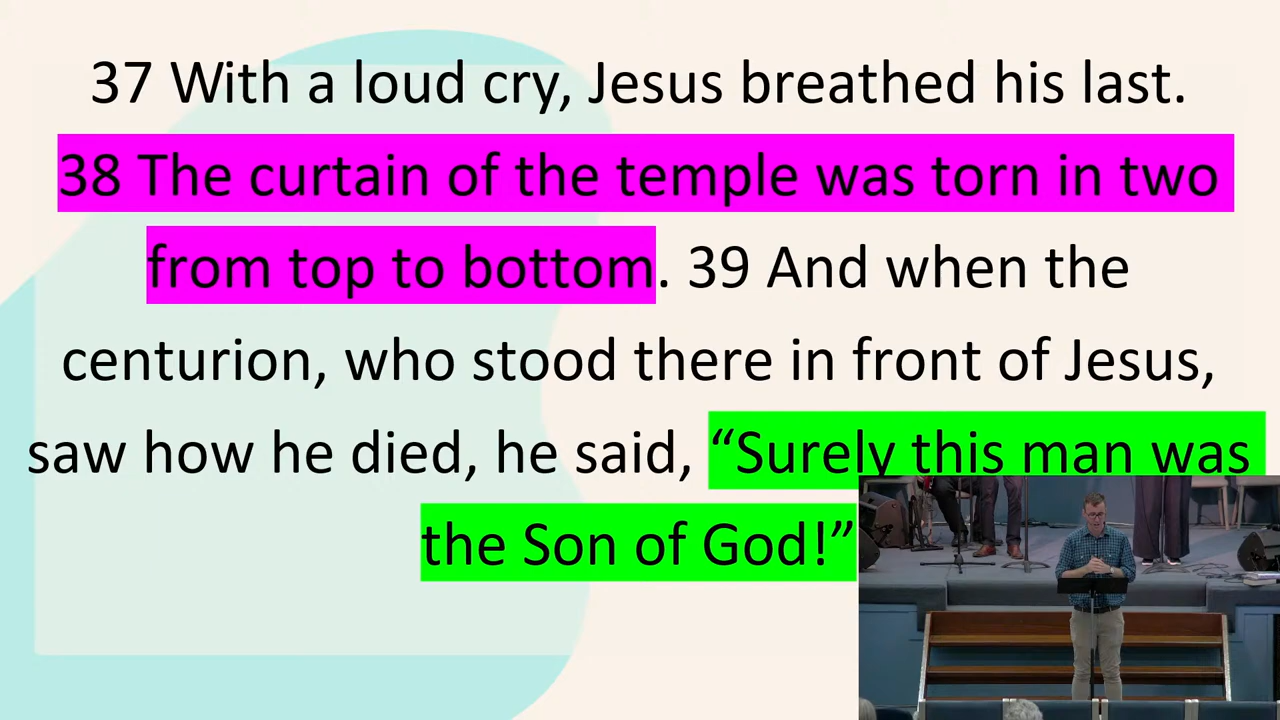 37 With a loud cry, Jesus breathed his last.
38 The curtain of the temple was torn in two
from top to bottom. 39 And when the
centurion, who stood there in front of Jesus,
saw how he died, he said, “Surely this man was
the Son of God!”